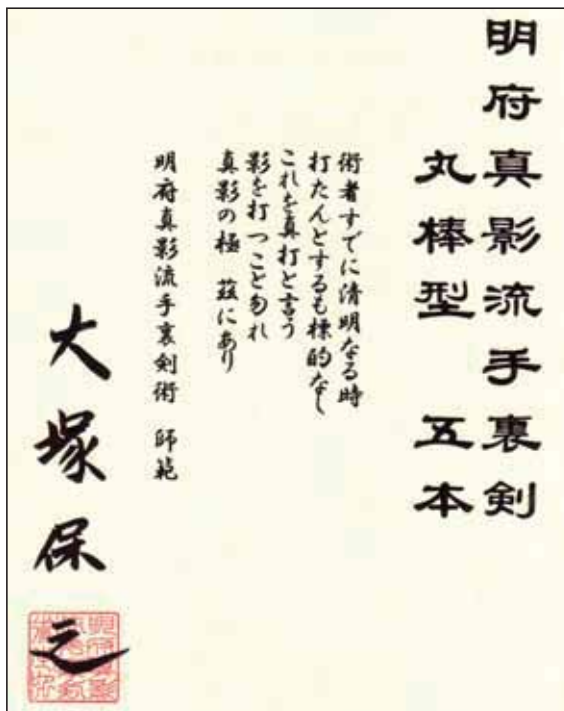 明府真影流手裏剣
丸棒型 五本
術者すでに清明なる時
打たんとするも標的なし
これを真打と言う
影を打つこと勿れ
真影の極 茲にあり
明府真影流手裏剣術 師範
大塚保之